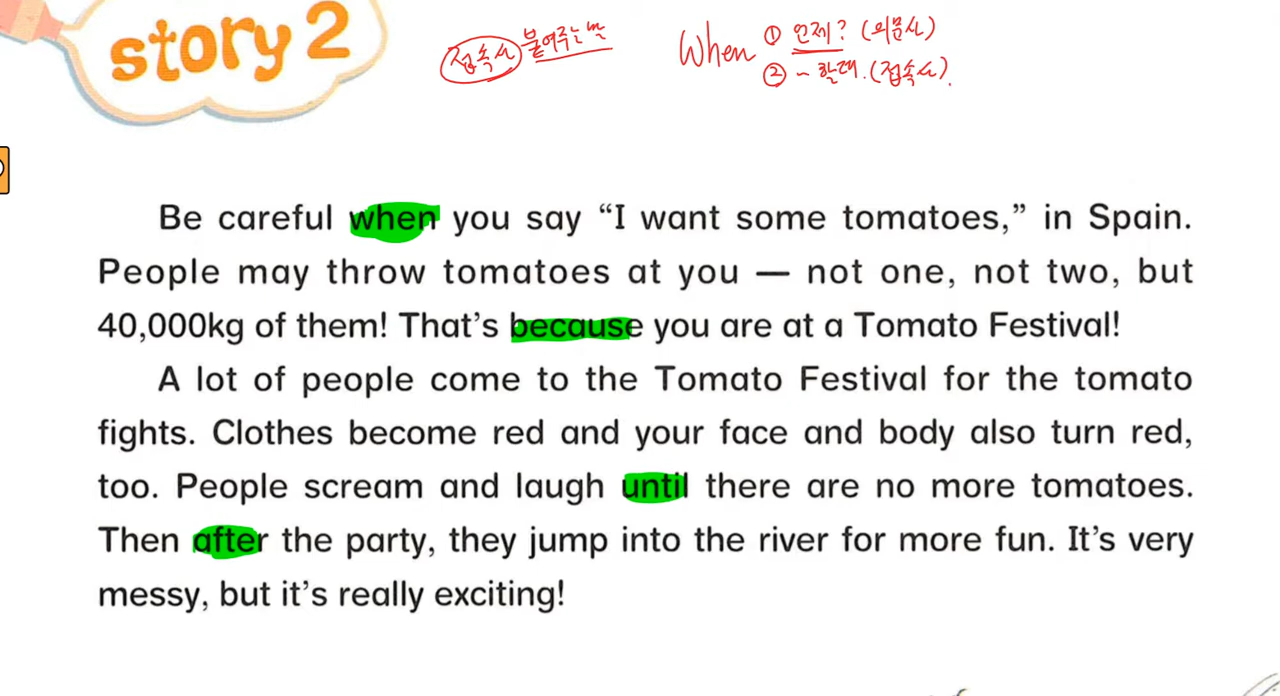 story 2
접속사 붙여주는 말
When ① 언제? (의문사)
② ~할 때. (접속사).
Be careful when you say “I want some tomatoes,” in Spain.
People may throw tomatoes at you — not one, not two, but
40,000kg of them! That’s because you are at a Tomato Festival!
A lot of people come to the Tomato Festival for the tomato
fights. Clothes become red and your face and body also turn red,
too. People scream and laugh until there are no more tomatoes.
Then after the party, they jump into the river for more fun. It’s very
messy, but it’s really exciting!